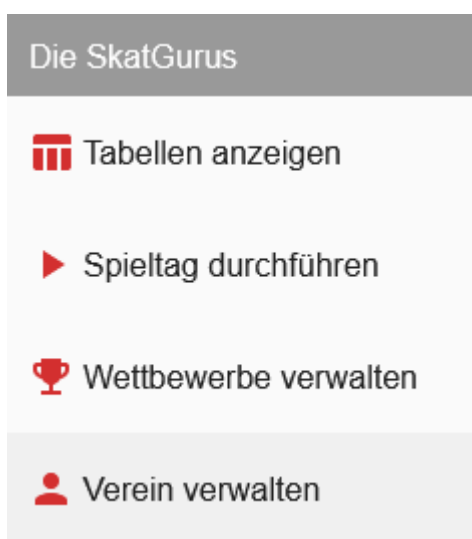 Die SkatGurus
Tabellen anzeigen
Spieltag durchführen
Wettbewerbe verwalten
Verein verwalten